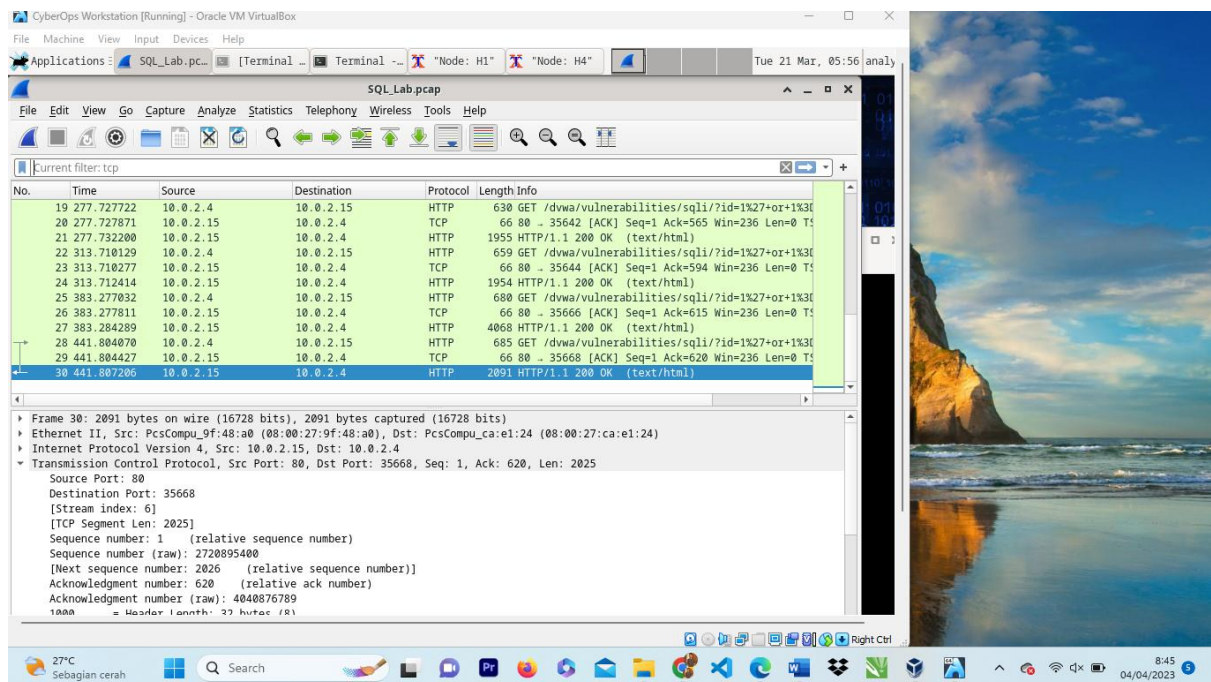 CyberOps Workstation [Running] - Oracle VM VirtualBox
File Machine View Input Devices Help
Applications SQL_Lab.pc... [Terminal - ... Terminal -... "Node: H1" "Node: H4" Tue 21 Mar, 05:56 analy
SQL_Lab.pcap
File Edit View Go Capture Analyze Statistics Telephony Wireless Tools Help
Current filter: tcp
No. Time Source Destination Protocol Length Info
19 277.727722 10.0.2.4 10.0.2.15 HTTP 630 GET /dvwa/vulnerabilities/sqli/?id=1%27+or+1%3D
20 277.727871 10.0.2.15 10.0.2.4 TCP 66 80 → 35642 [ACK] Seq=1 Ack=565 Win=236 Len=0 TS
21 277.732200 10.0.2.15 10.0.2.4 HTTP 1955 HTTP/1.1 200 OK (text/html)
22 313.710129 10.0.2.4 10.0.2.15 HTTP 659 GET /dvwa/vulnerabilities/sqli/?id=1%27+or+1%3D
23 313.710277 10.0.2.15 10.0.2.4 TCP 66 80 → 35644 [ACK] Seq=1 Ack=594 Win=236 Len=0 TS
24 313.712414 10.0.2.15 10.0.2.4 HTTP 1954 HTTP/1.1 200 OK (text/html)
25 383.277032 10.0.2.4 10.0.2.15 HTTP 680 GET /dvwa/vulnerabilities/sqli/?id=1%27+or+1%3D
26 383.277811 10.0.2.15 10.0.2.4 TCP 66 80 → 35666 [ACK] Seq=1 Ack=615 Win=236 Len=0 TS
27 383.284289 10.0.2.15 10.0.2.4 HTTP 4068 HTTP/1.1 200 OK (text/html)
28 441.804070 10.0.2.4 10.0.2.15 HTTP 685 GET /dvwa/vulnerabilities/sqli/?id=1%27+or+1%3D
29 441.804427 10.0.2.15 10.0.2.4 TCP 66 80 → 35668 [ACK] Seq=1 Ack=620 Win=236 Len=0 TS
30 441.807206 10.0.2.15 10.0.2.4 HTTP 2091 HTTP/1.1 200 OK (text/html)
Frame 30: 2091 bytes on wire (16728 bits), 2091 bytes captured (16728 bits)
Ethernet II, Src: PcsCompu_9f:48:a0 (08:00:27:9f:48:a0), Dst: PcsCompu_ca:e1:24 (08:00:27:ca:e1:24)
Internet Protocol Version 4, Src: 10.0.2.15, Dst: 10.0.2.4
Transmission Control Protocol, Src Port: 80, Dst Port: 35668, Seq: 1, Ack: 620, Len: 2025
Source Port: 80
Destination Port: 35668
[Stream index: 6]
[TCP Segment Len: 2025]
Sequence number: 1 (relative sequence number)
Sequence number (raw): 2720895400
[Next sequence number: 2026 (relative sequence number)]
Acknowledgment number: 620 (relative ack number)
Acknowledgment number (raw): 4040876789
1000 .... = Header Length: 32 bytes (8)
Right Ctrl
27°C
Sebagian cerah
Search
8:45
04/04/2023
5